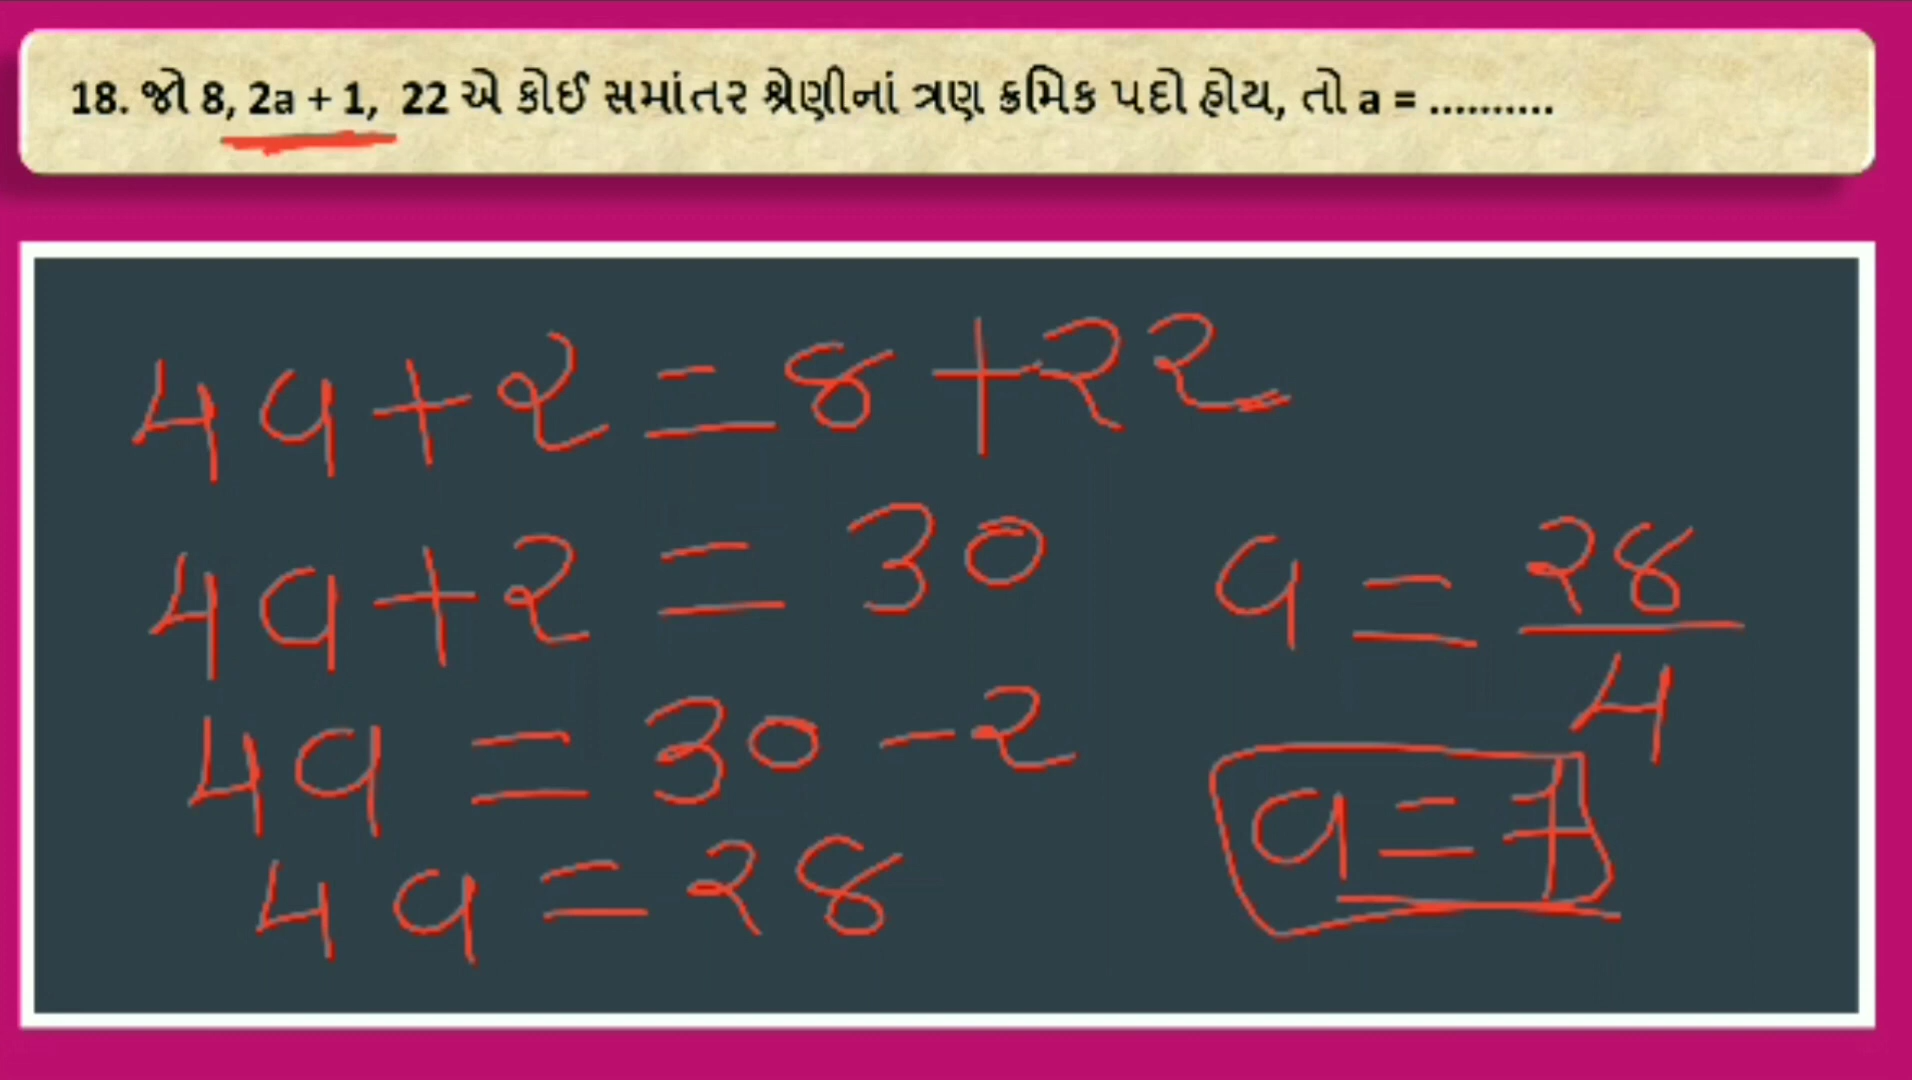 18. જો 8, 2a + 1, 22 એ કોઈ સમાંતર શ્રેણીનાં ત્રણ ક્રમિક પદો હોય, તો a = ..........
4a + 2 = 8 + 22
4a + 2 = 30
4a = 30 - 2
4a = 28
a = 28/4
a = 7